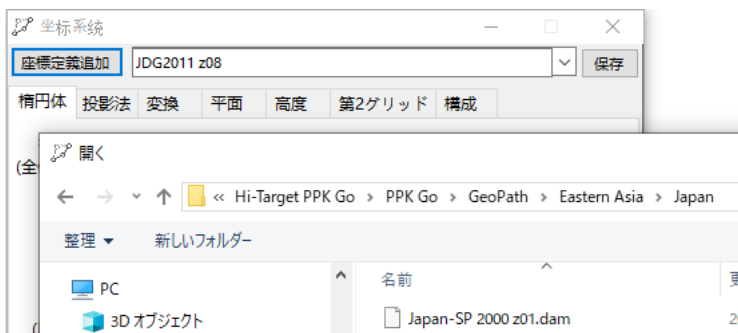 坐标系统
座標定義追加 JDG2011 z08 保存
楕円体 投影法 変換 平面 高度 第2グリッド 構成
(全
開く
« Hi-Target PPK Go > PPK Go > GeoPath > Eastern Asia > Japan
整理 新しいフォルダー
PC
名前
3D オブジェクト
Japan-SP 2000 z01.dam